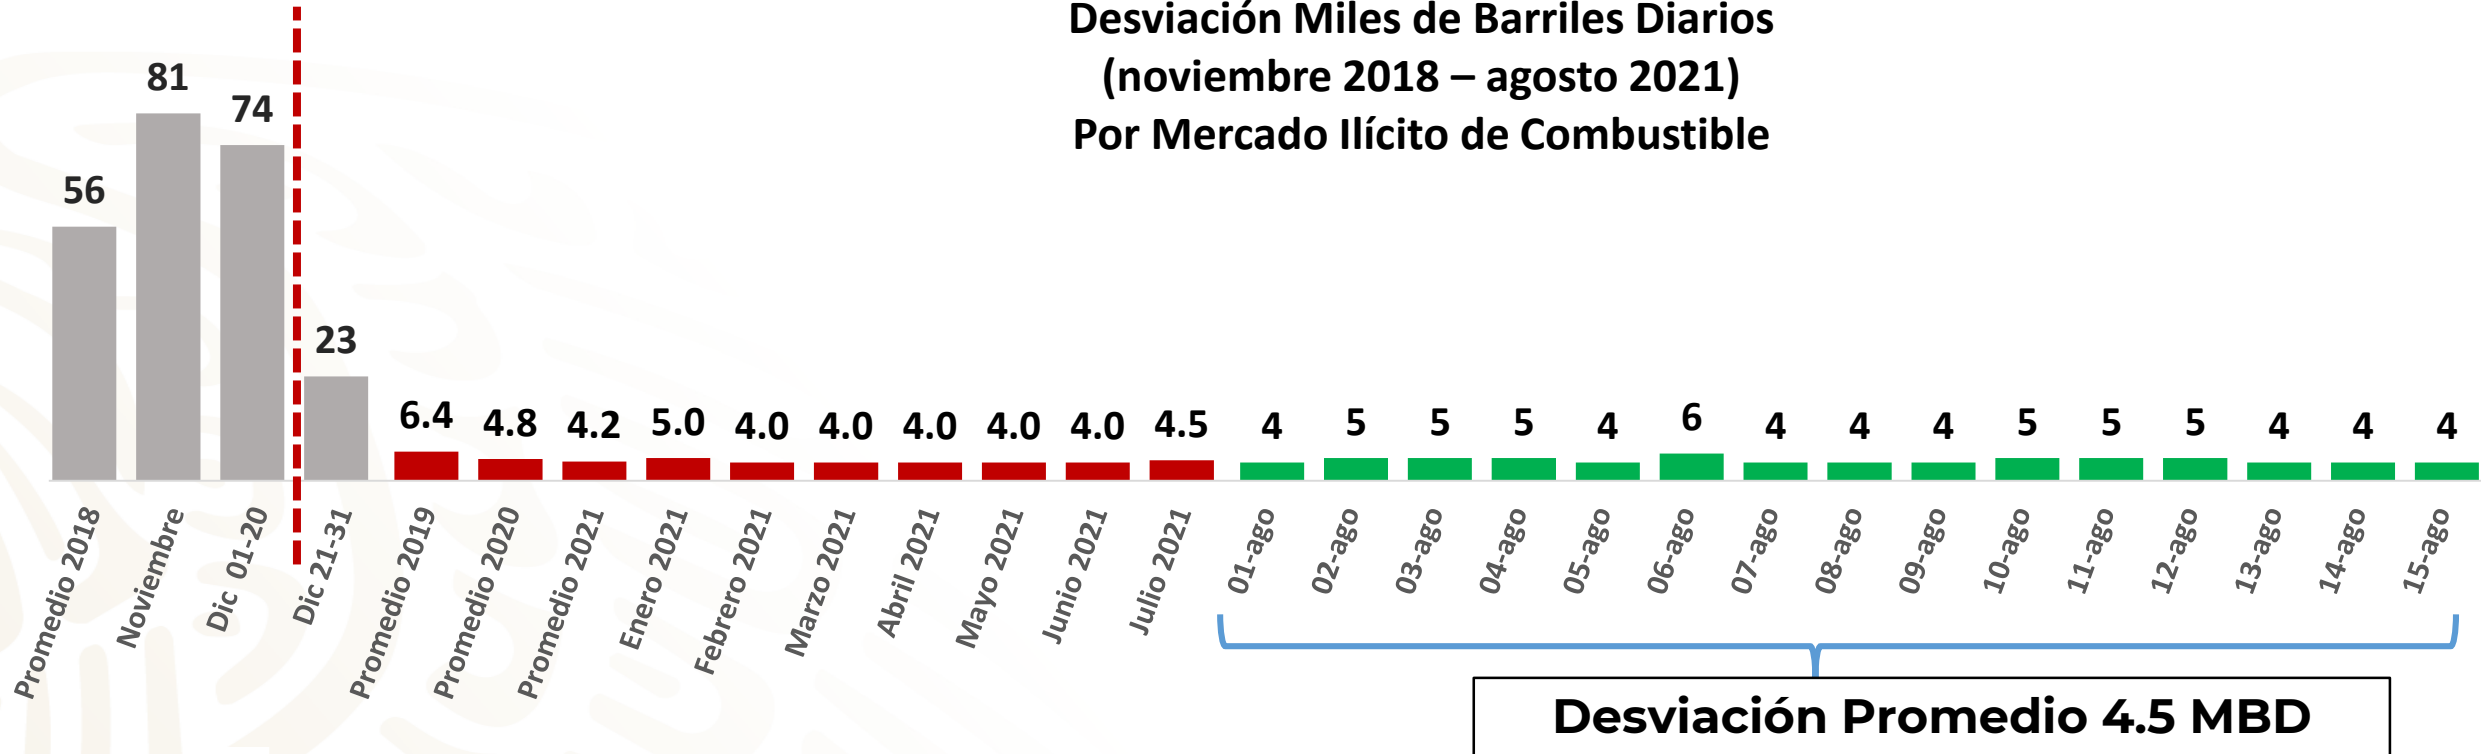 Desviación Miles de Barriles Diarios
(noviembre 2018 – agosto 2021)
Por Mercado Ilícito de Combustible
56
81
74
23
6.4
4.8
4.2
5.0
4.0
4.0
4.0
4.0
4.0
4.5
4
5
5
5
4
6
4
4
4
5
5
5
4
4
4
Promedio 2018
Noviembre
Dic 01-20
Dic 21-31
Promedio 2019
Promedio 2020
Promedio 2021
Enero 2021
Febrero 2021
Marzo 2021
Abril 2021
Mayo 2021
Junio 2021
Julio 2021
01-ago
02-ago
03-ago
04-ago
05-ago
06-ago
07-ago
08-ago
09-ago
10-ago
11-ago
12-ago
13-ago
14-ago
15-ago
Desviación Promedio 4.5 MBD